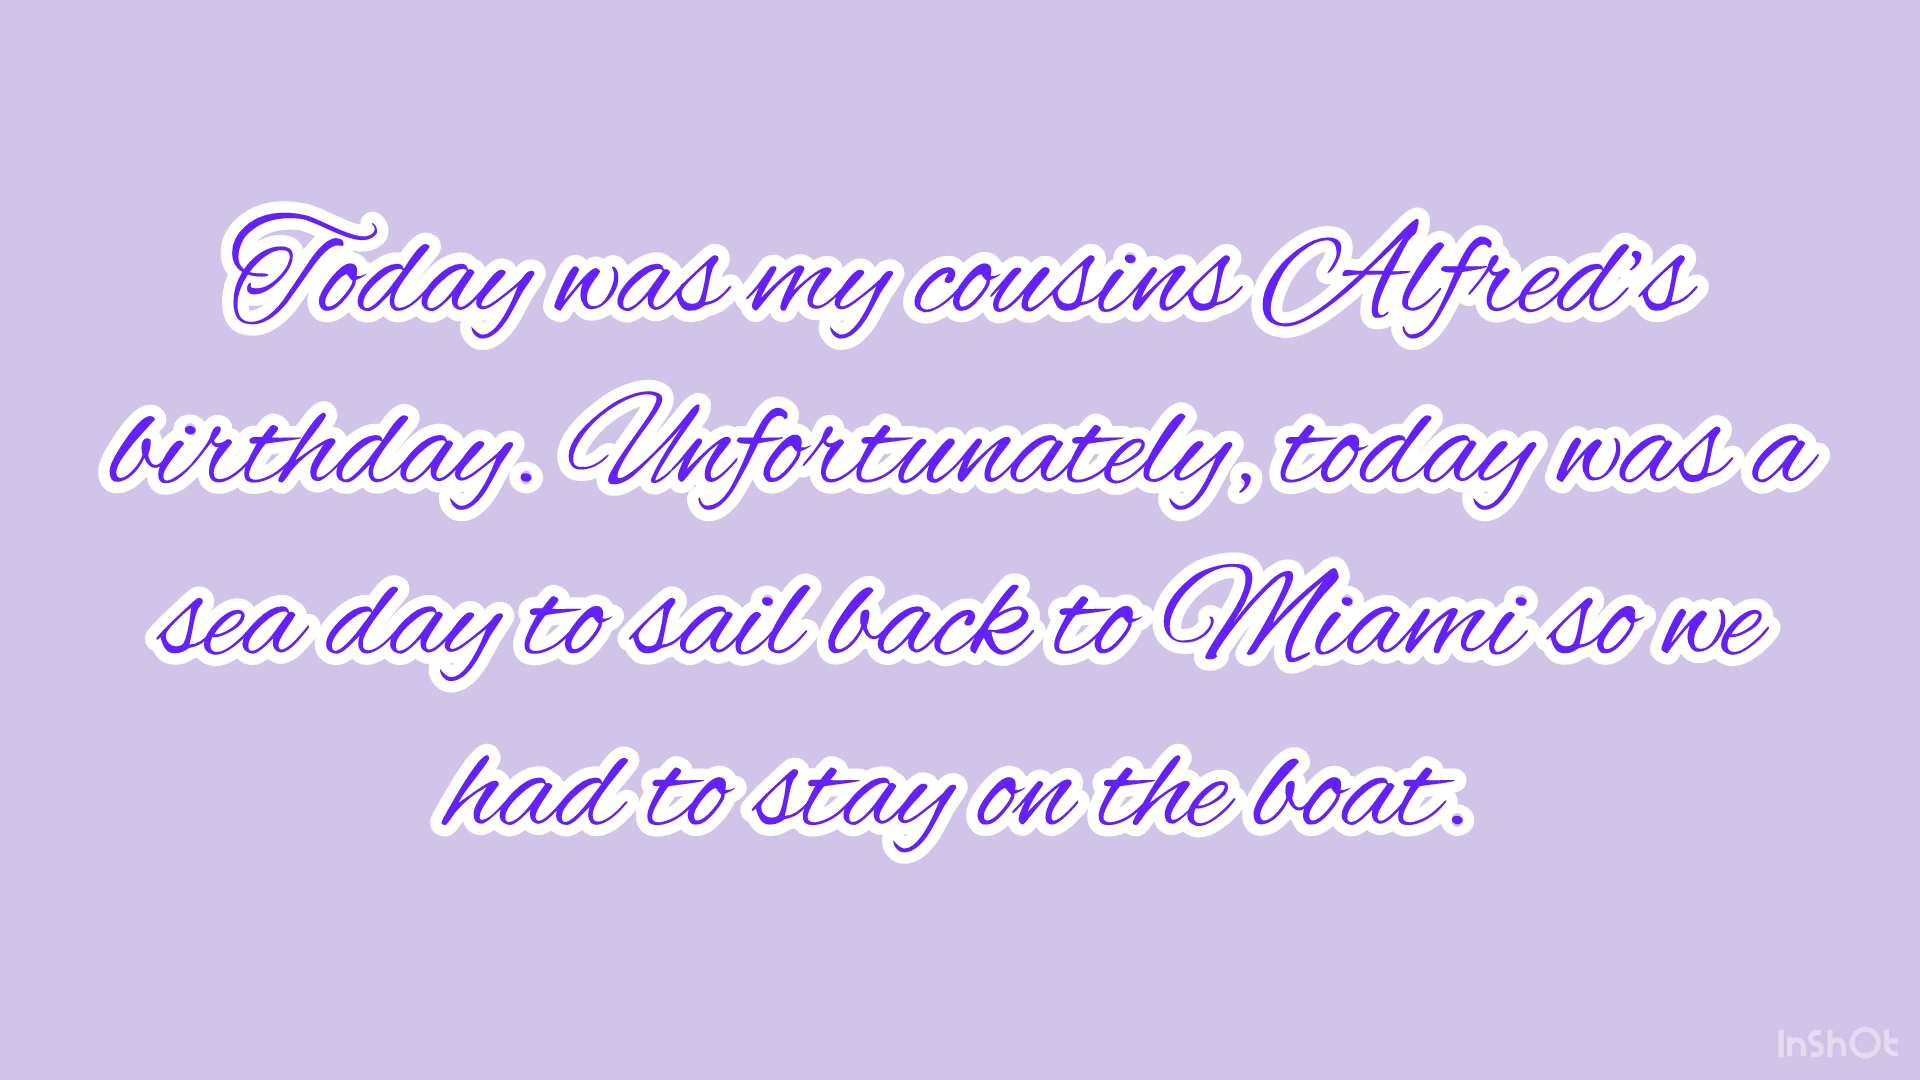 Today was my cousins Alfred's
birthday. Unfortunately, today was a
sea day to sail back to Miami so we
had to stay on the boat.
InShOt